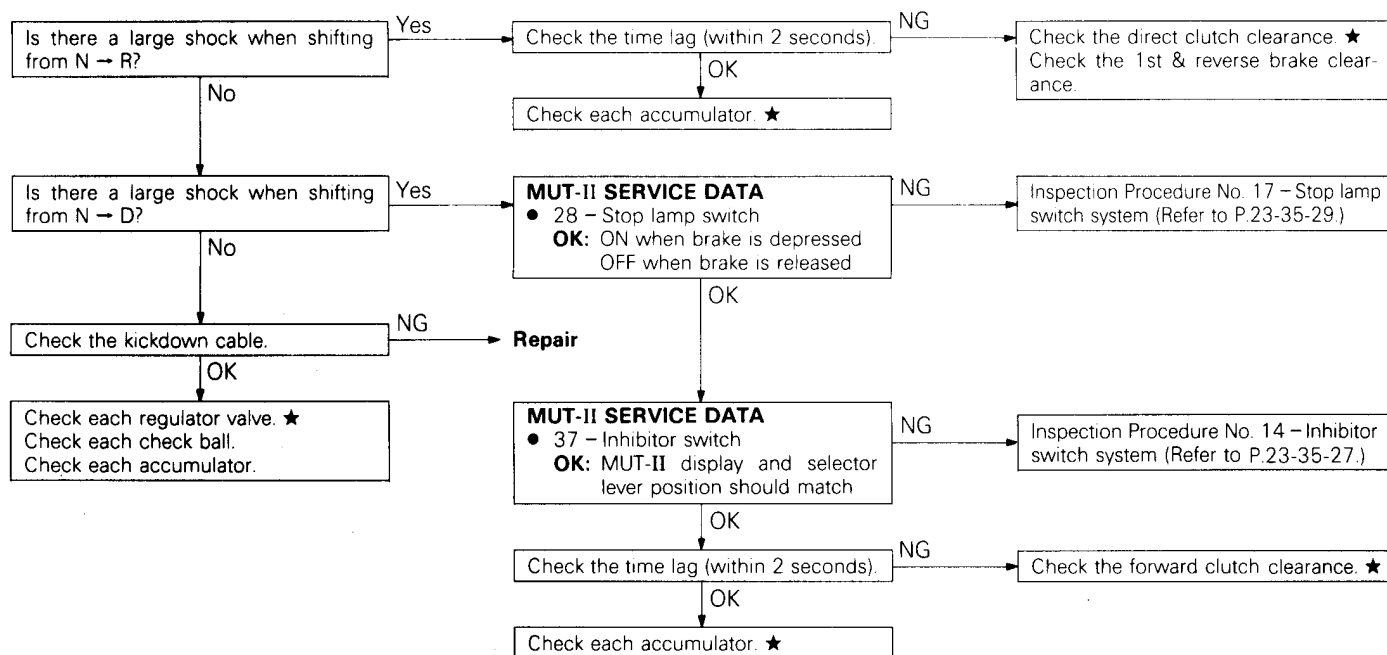 Is there a large shock when shifting
from N → R?
Yes
Check the time lag (within 2 seconds).
NG
Check the direct clutch clearance. ★
Check the 1st & reverse brake clear-
ance.
OK
Check each accumulator. ★
No
Is there a large shock when shifting
from N → D?
Yes
MUT-II SERVICE DATA
● 28 – Stop lamp switch
OK: ON when brake is depressed
OFF when brake is released
NG
Inspection Procedure No. 17 – Stop lamp
switch system (Refer to P.23-35-29.)
No
OK
Check the kickdown cable.
NG
Repair
OK
Check each regulator valve. ★
Check each check ball.
Check each accumulator.
MUT-II SERVICE DATA
● 37 – Inhibitor switch
OK: MUT-II display and selector
lever position should match
NG
Inspection Procedure No. 14 – Inhibitor
switch system (Refer to P.23-35-27.)
OK
Check the time lag (within 2 seconds).
NG
Check the forward clutch clearance. ★
OK
Check each accumulator. ★